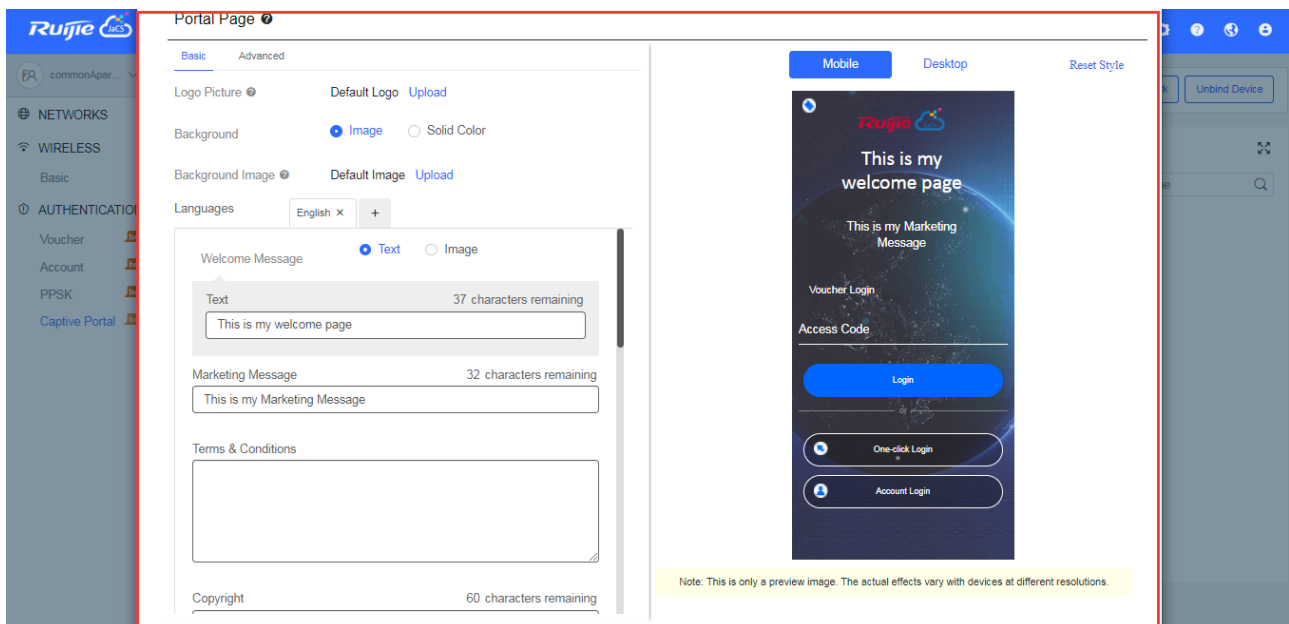 Ruijie JaCS
commonApar...
NETWORKS
WIRELESS
Basic
AUTHENTICATIO
Voucher
Account
PPSK
Captive Portal
Portal Page
Basic Advanced
Logo Picture Default Logo Upload
Background Image Solid Color
Background Image Default Image Upload
Languages English × +
Welcome Message Text Image
Text 37 characters remaining
This is my welcome page
Marketing Message 32 characters remaining
This is my Marketing Message
Terms & Conditions
Copyright 60 characters remaining
Mobile Desktop Reset Style
Ruijie JaCS
This is my
welcome page
This is my Marketing
Message
Voucher Login
Access Code
Login
or
One-click Login
Account Login
Note: This is only a preview image. The actual effects vary with devices at different resolutions.
Unbind Device